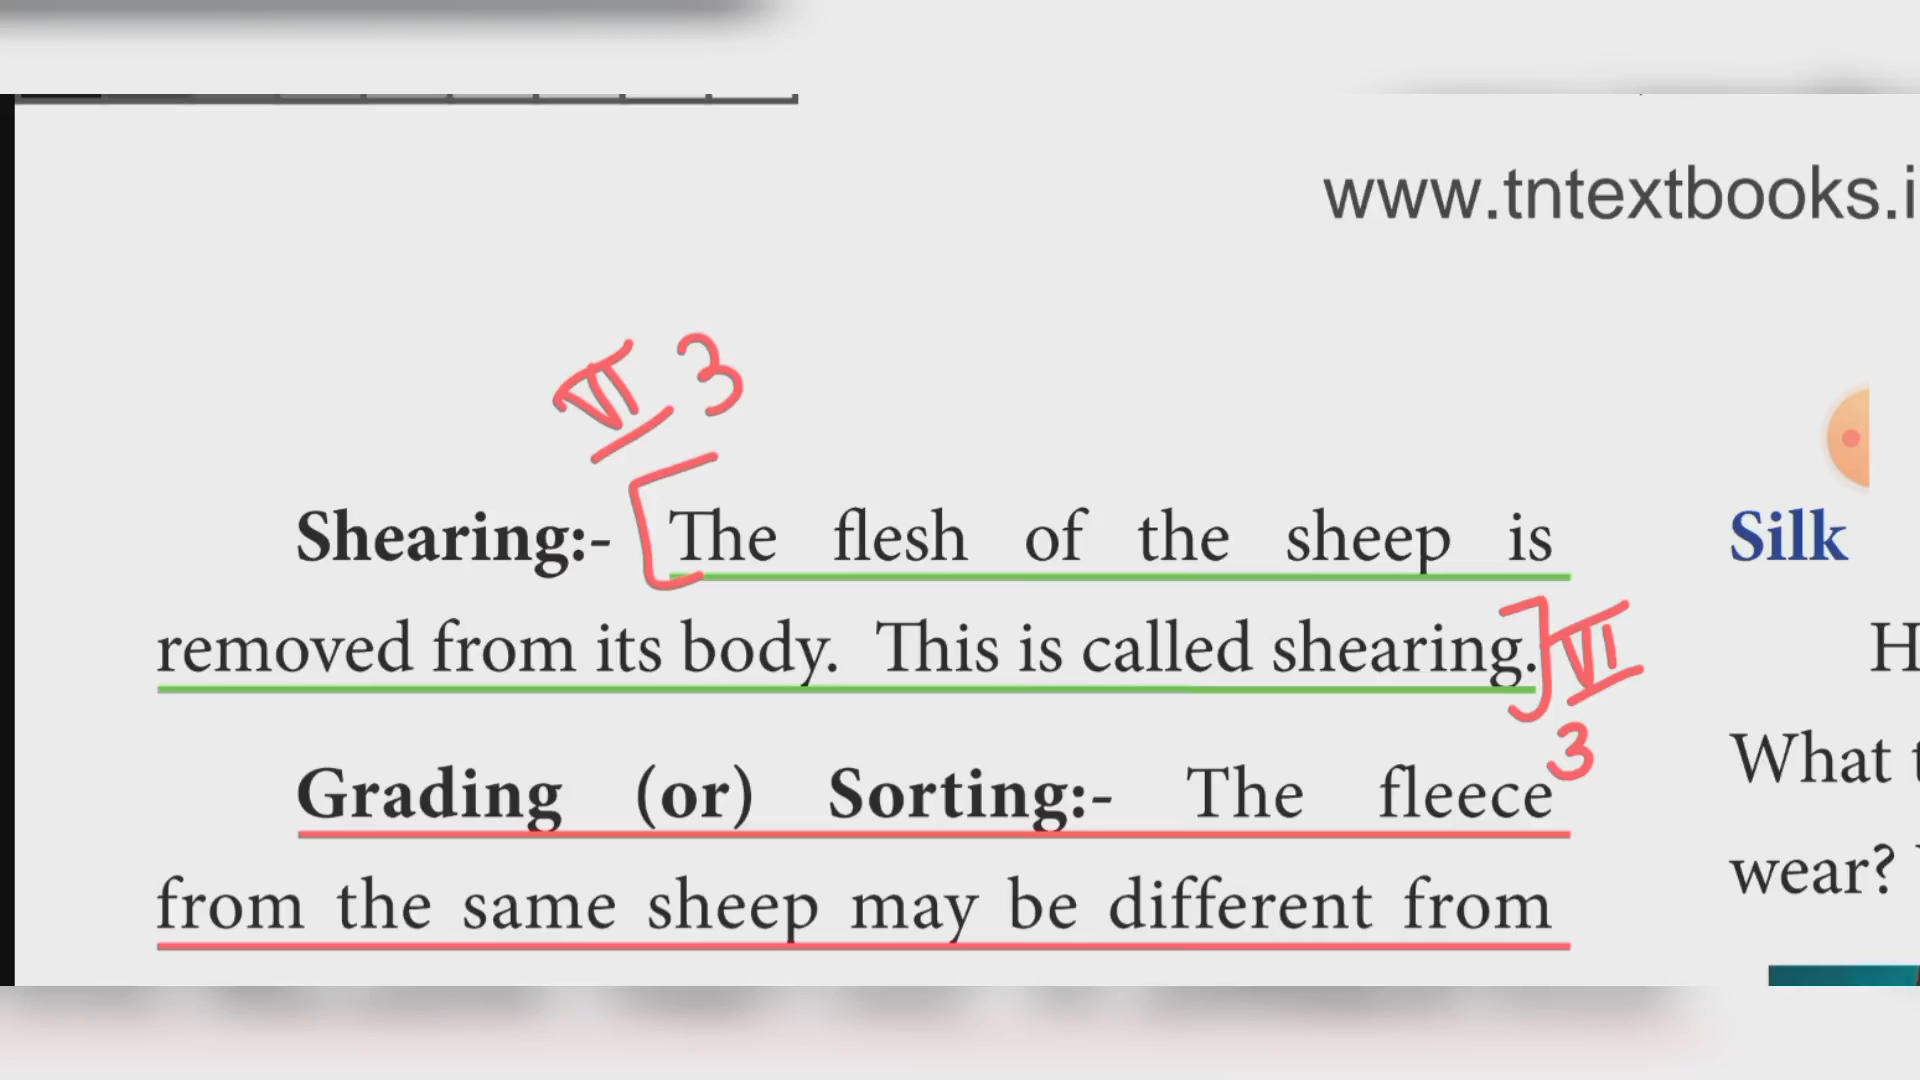 www.tntextbooks.i
VI 3
Shearing:- The flesh of the sheep is
removed from its body. This is called shearing.
VI
3
Grading (or) Sorting:- The fleece
from the same sheep may be different from
Silk
H
What t
wear?